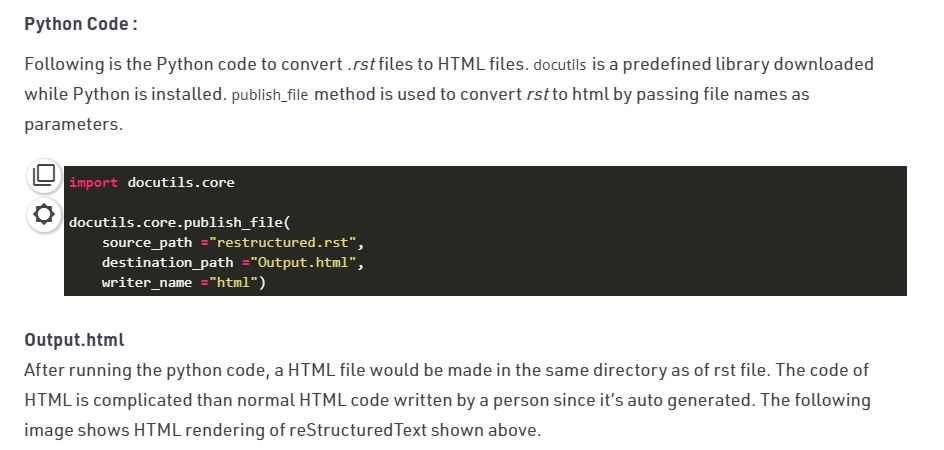 Python Code :
Following is the Python code to convert .rst files to HTML files. docutils is a predefined library downloaded
while Python is installed. publish_file method is used to convert rst to html by passing file names as
parameters.
import docutils.core
docutils.core.publish_file(
    source_path ="restructured.rst",
    destination_path ="Output.html",
    writer_name ="html")
Output.html
After running the python code, a HTML file would be made in the same directory as of rst file. The code of
HTML is complicated than normal HTML code written by a person since it’s auto generated. The following
image shows HTML rendering of reStructuredText shown above.